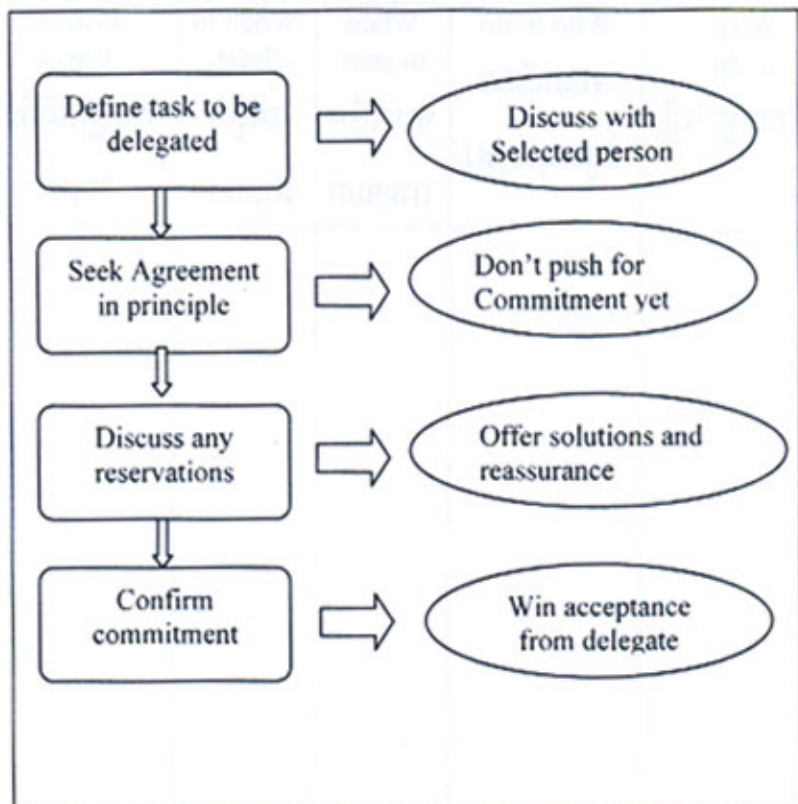 Define task to be
delegated
Discuss with
Selected person
Seek Agreement
in principle
Don't push for
Commitment yet
Discuss any
reservations
Offer solutions and
reassurance
Confirm
commitment
Win acceptance
from delegate